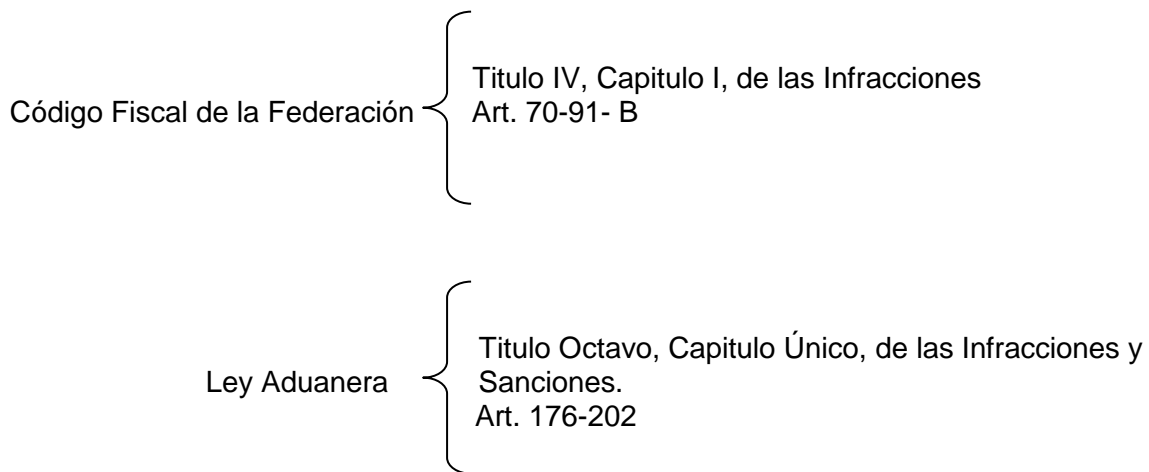 Titulo IV, Capitulo I, de las Infracciones
Código Fiscal de la Federación
Art. 70-91- B
Titulo Octavo, Capitulo Único, de las Infracciones y
Ley Aduanera
Sanciones.
Art. 176-202